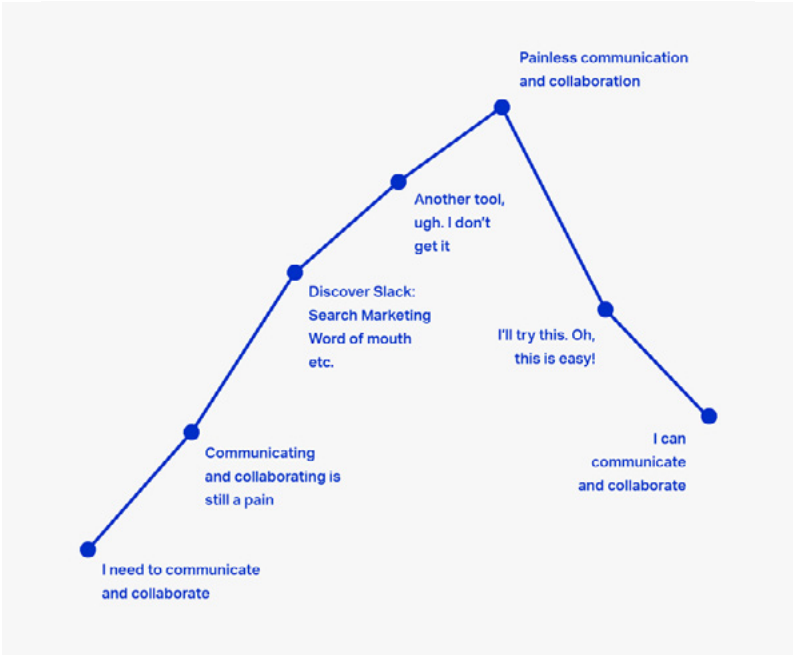 Painless communication
and collaboration
Another tool,
ugh. I don't
get it
Discover Slack:
Search Marketing
Word of mouth
etc.
I'll try this. Oh,
this is easy!
Communicating
and collaborating is
still a pain
I can
communicate
and collaborate
I need to communicate
and collaborate